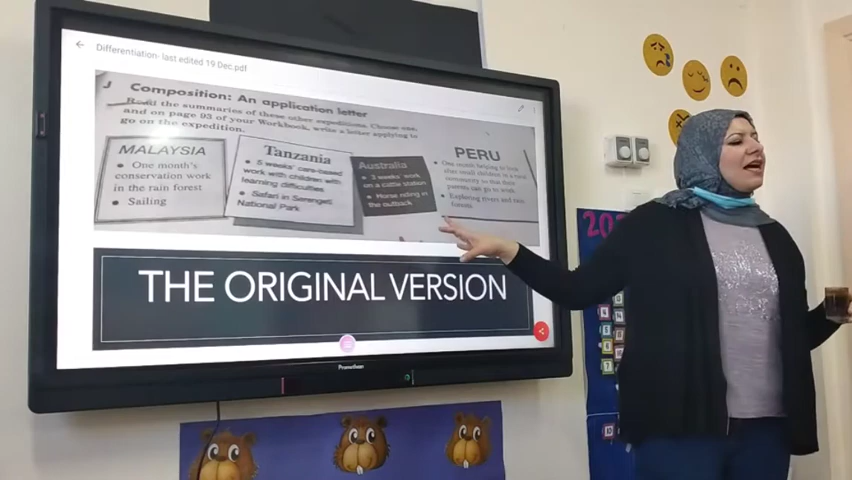 Differentiation- last edited 19 Dec.pdf
J Composition: An application letter
Read the summaries of these other expeditions. Choose one,
and on page 93 of your Workbook, write a letter applying to
go on the expedition.
MALAYSIA
• One month's
conservation work
in the rain forest
• Sailing
Tanzania
• 5 weeks' care-based
work with children with
learning difficulties
• Safari in Serengeti
National Park
Australia
• 3 weeks' work
on a cattle station
• Horse riding in
the outback
PERU
• One month helping to look
after small children in a rural
community so that their
parents can go to work
• Exploring rivers and rain
forests
THE ORIGINAL VERSION
Promethean
202